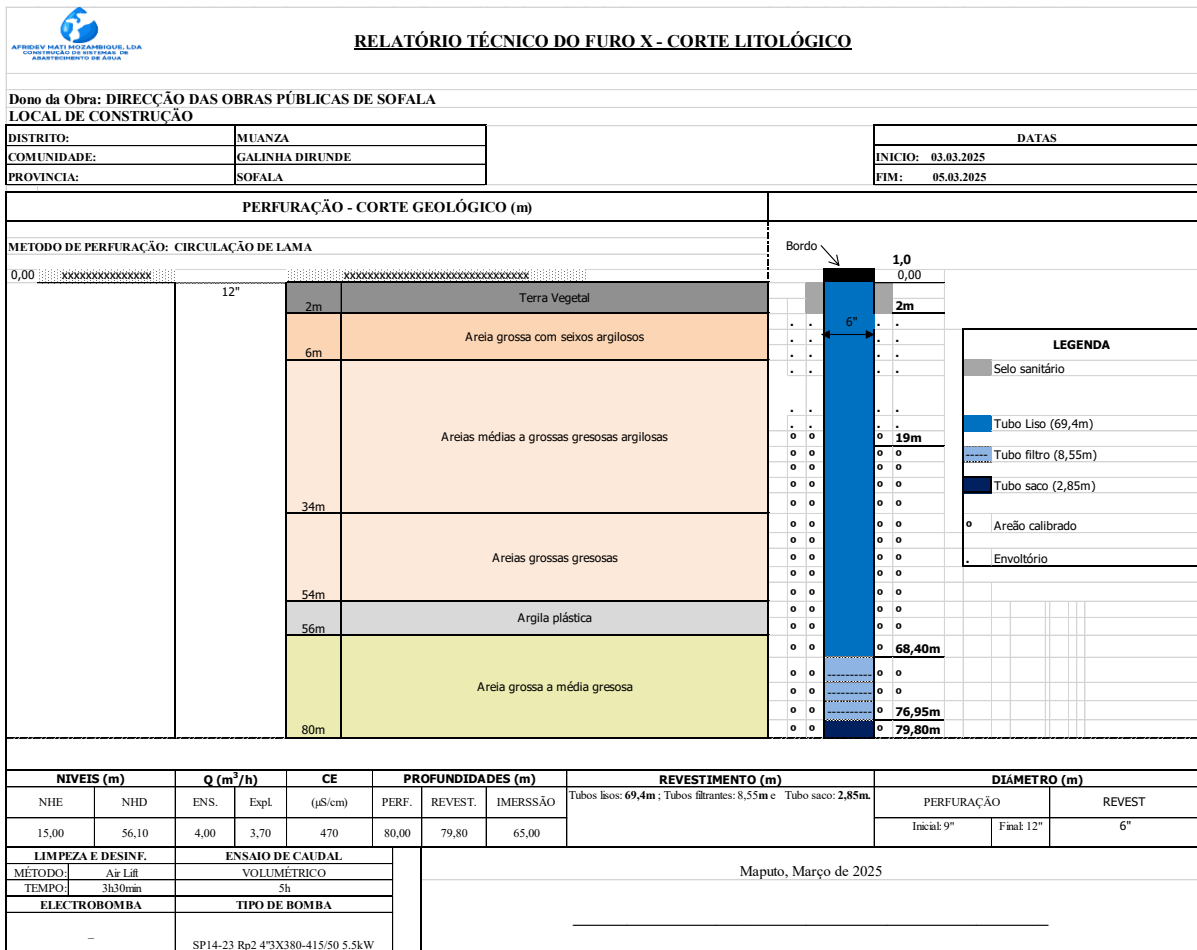 AFRIDEV MATI MOZAMBIQUE, LDA
CONSTRUÇÃO DE SISTEMAS DE
ABASTECIMENTO DE ÁGUA
RELATÓRIO TÉCNICO DO FURO X - CORTE LITOLÓGICO
Dono da Obra: DIRECÇÃO DAS OBRAS PÚBLICAS DE SOFALA
LOCAL DE CONSTRUÇÃO
DISTRITO: MUANZA
DATAS
COMUNIDADE: GALINHA DIRUNDE
INICIO: 03.03.2025
PROVINCIA: SOFALA
FIM: 05.03.2025
PERFURAÇÃO - CORTE GEOLÓGICO (m)
METODO DE PERFURAÇÃO: CIRCULAÇÃO DE LAMA
Bordo
1,0
0,00 xxxxxxxxxxxxxxx xxxxxxxxxxxxxxxxxxxxxxxxxxxxxxx 0,00
12"
Terra Vegetal
2m
2m
6"
Areia grossa com seixos argilosos
6m
LEGENDA
Selo sanitário
Areias médias a grossas gresosas argilosas
19m
Tubo Liso (69,4m)
----- Tubo filtro (8,55m)
Tubo saco (2,85m)
34m
o Areão calibrado
Areias grossas gresosas
. Envoltório
54m
Argila plástica
56m
68,40m
Areia grossa a média gresosa
76,95m
80m
79,80m
NIVEIS (m) Q (m³/h) CE PROFUNDIDADES (m) REVESTIMENTO (m) DIÁMETRO (m)
NHE NHD ENS. Expl. (µS/cm) PERF. REVEST. IMERSSÃO Tubos lisos: 69,4m ; Tubos filtrantes: 8,55m e Tubo saco: 2,85m. PERFURAÇÃO REVEST
15,00 56,10 4,00 3,70 470 80,00 79,80 65,00 Inicial: 9" Final: 12" 6"
LIMPEZA E DESINF. ENSAIO DE CAUDAL
MÉTODO: Air Lift VOLUMÉTRICO
Maputo, Março de 2025
TEMPO: 3h30min 5h
ELECTROBOMBA TIPO DE BOMBA
– SP14-23 Rp2 4"3X380-415/50 5.5kW